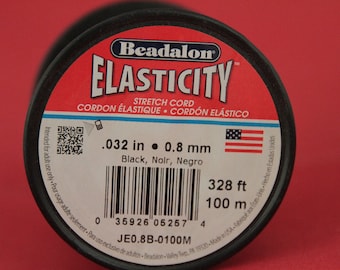 Beadalon®
ELASTICITY™
STRETCH CORD
CORDON ÉLASTIQUE • CORDÓN ELÁSTICO
.032 in • 0.8 mm
Black, Noir, Negro
328 ft
100 m
0 35926 05257 4
JE0.8B-0100M